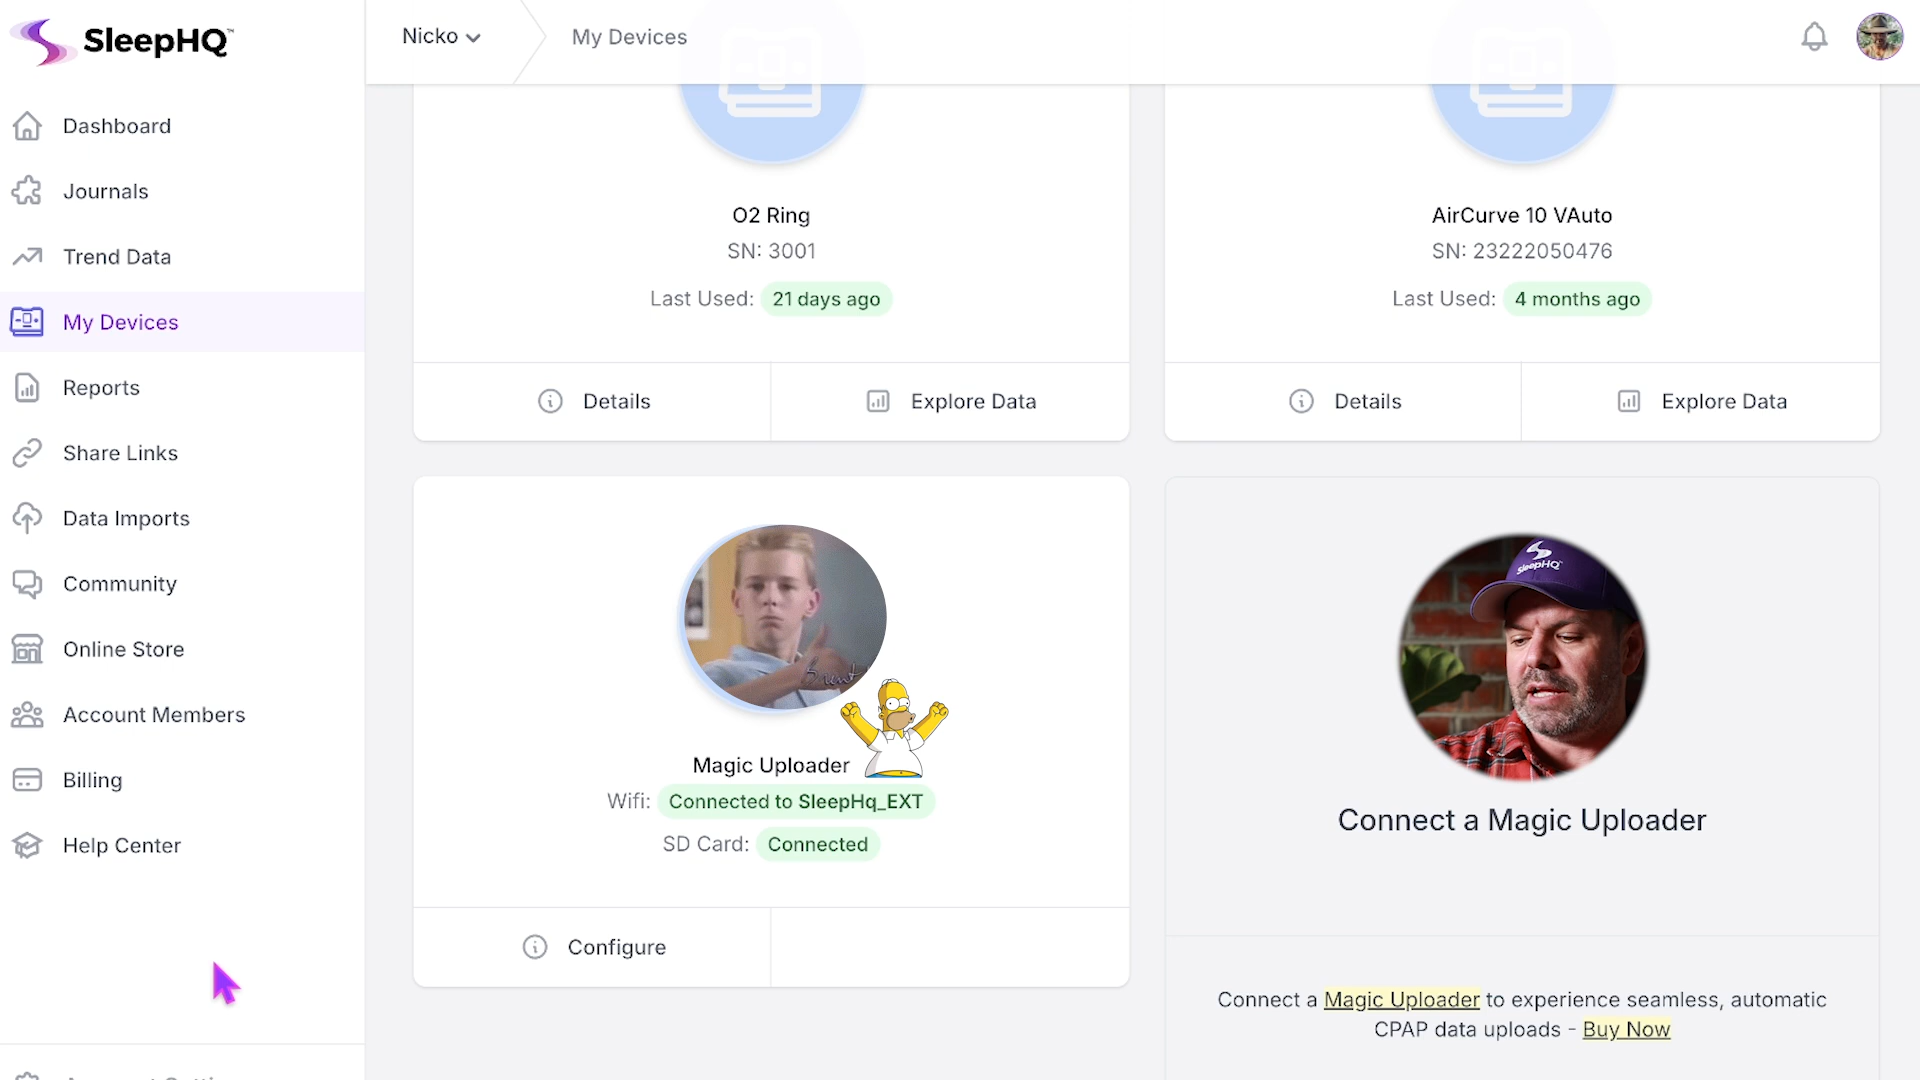 SleepHQ™
Nicko
My Devices
Dashboard
Journals
Trend Data
My Devices
Reports
Share Links
Data Imports
Community
Online Store
Account Members
Billing
Help Center
O2 Ring
SN: 3001
Last Used: 21 days ago
Details
Explore Data
AirCurve 10 VAuto
SN: 23222050476
Last Used: 4 months ago
Details
Explore Data
Brent
Magic Uploader
Wifi: Connected to SleepHq_EXT
SD Card: Connected
Configure
SleepHQ
Connect a Magic Uploader
Connect a Magic Uploader to experience seamless, automatic
CPAP data uploads - Buy Now